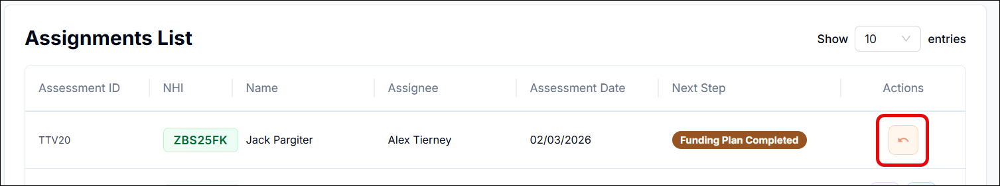 Assignments List
Show 10 entries
Assessment ID NHI Name Assignee Assessment Date Next Step Actions
TTV20 ZBS25FK Jack Pargiter Alex Tierney 02/03/2026 Funding Plan Completed